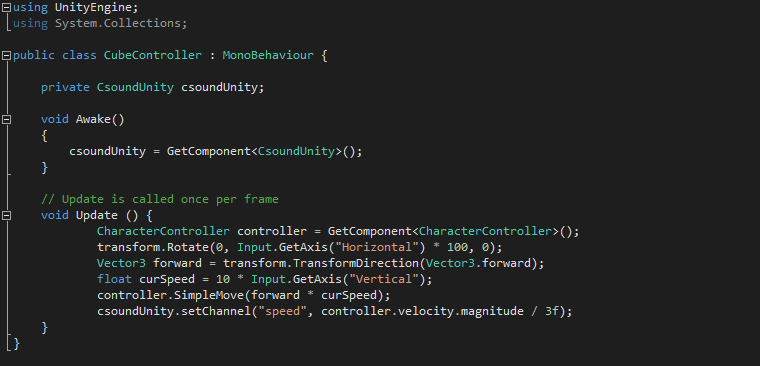 using UnityEngine;
using System.Collections;
public class CubeController : MonoBehaviour {
private CsoundUnity csoundUnity;
void Awake()
{
csoundUnity = GetComponent<CsoundUnity>();
}
// Update is called once per frame
void Update () {
CharacterController controller = GetComponent<CharacterController>();
transform.Rotate(0, Input.GetAxis("Horizontal") * 100, 0);
Vector3 forward = transform.TransformDirection(Vector3.forward);
float curSpeed = 10 * Input.GetAxis("Vertical");
controller.SimpleMove(forward * curSpeed);
csoundUnity.setChannel("speed", controller.velocity.magnitude / 3f);
}
}